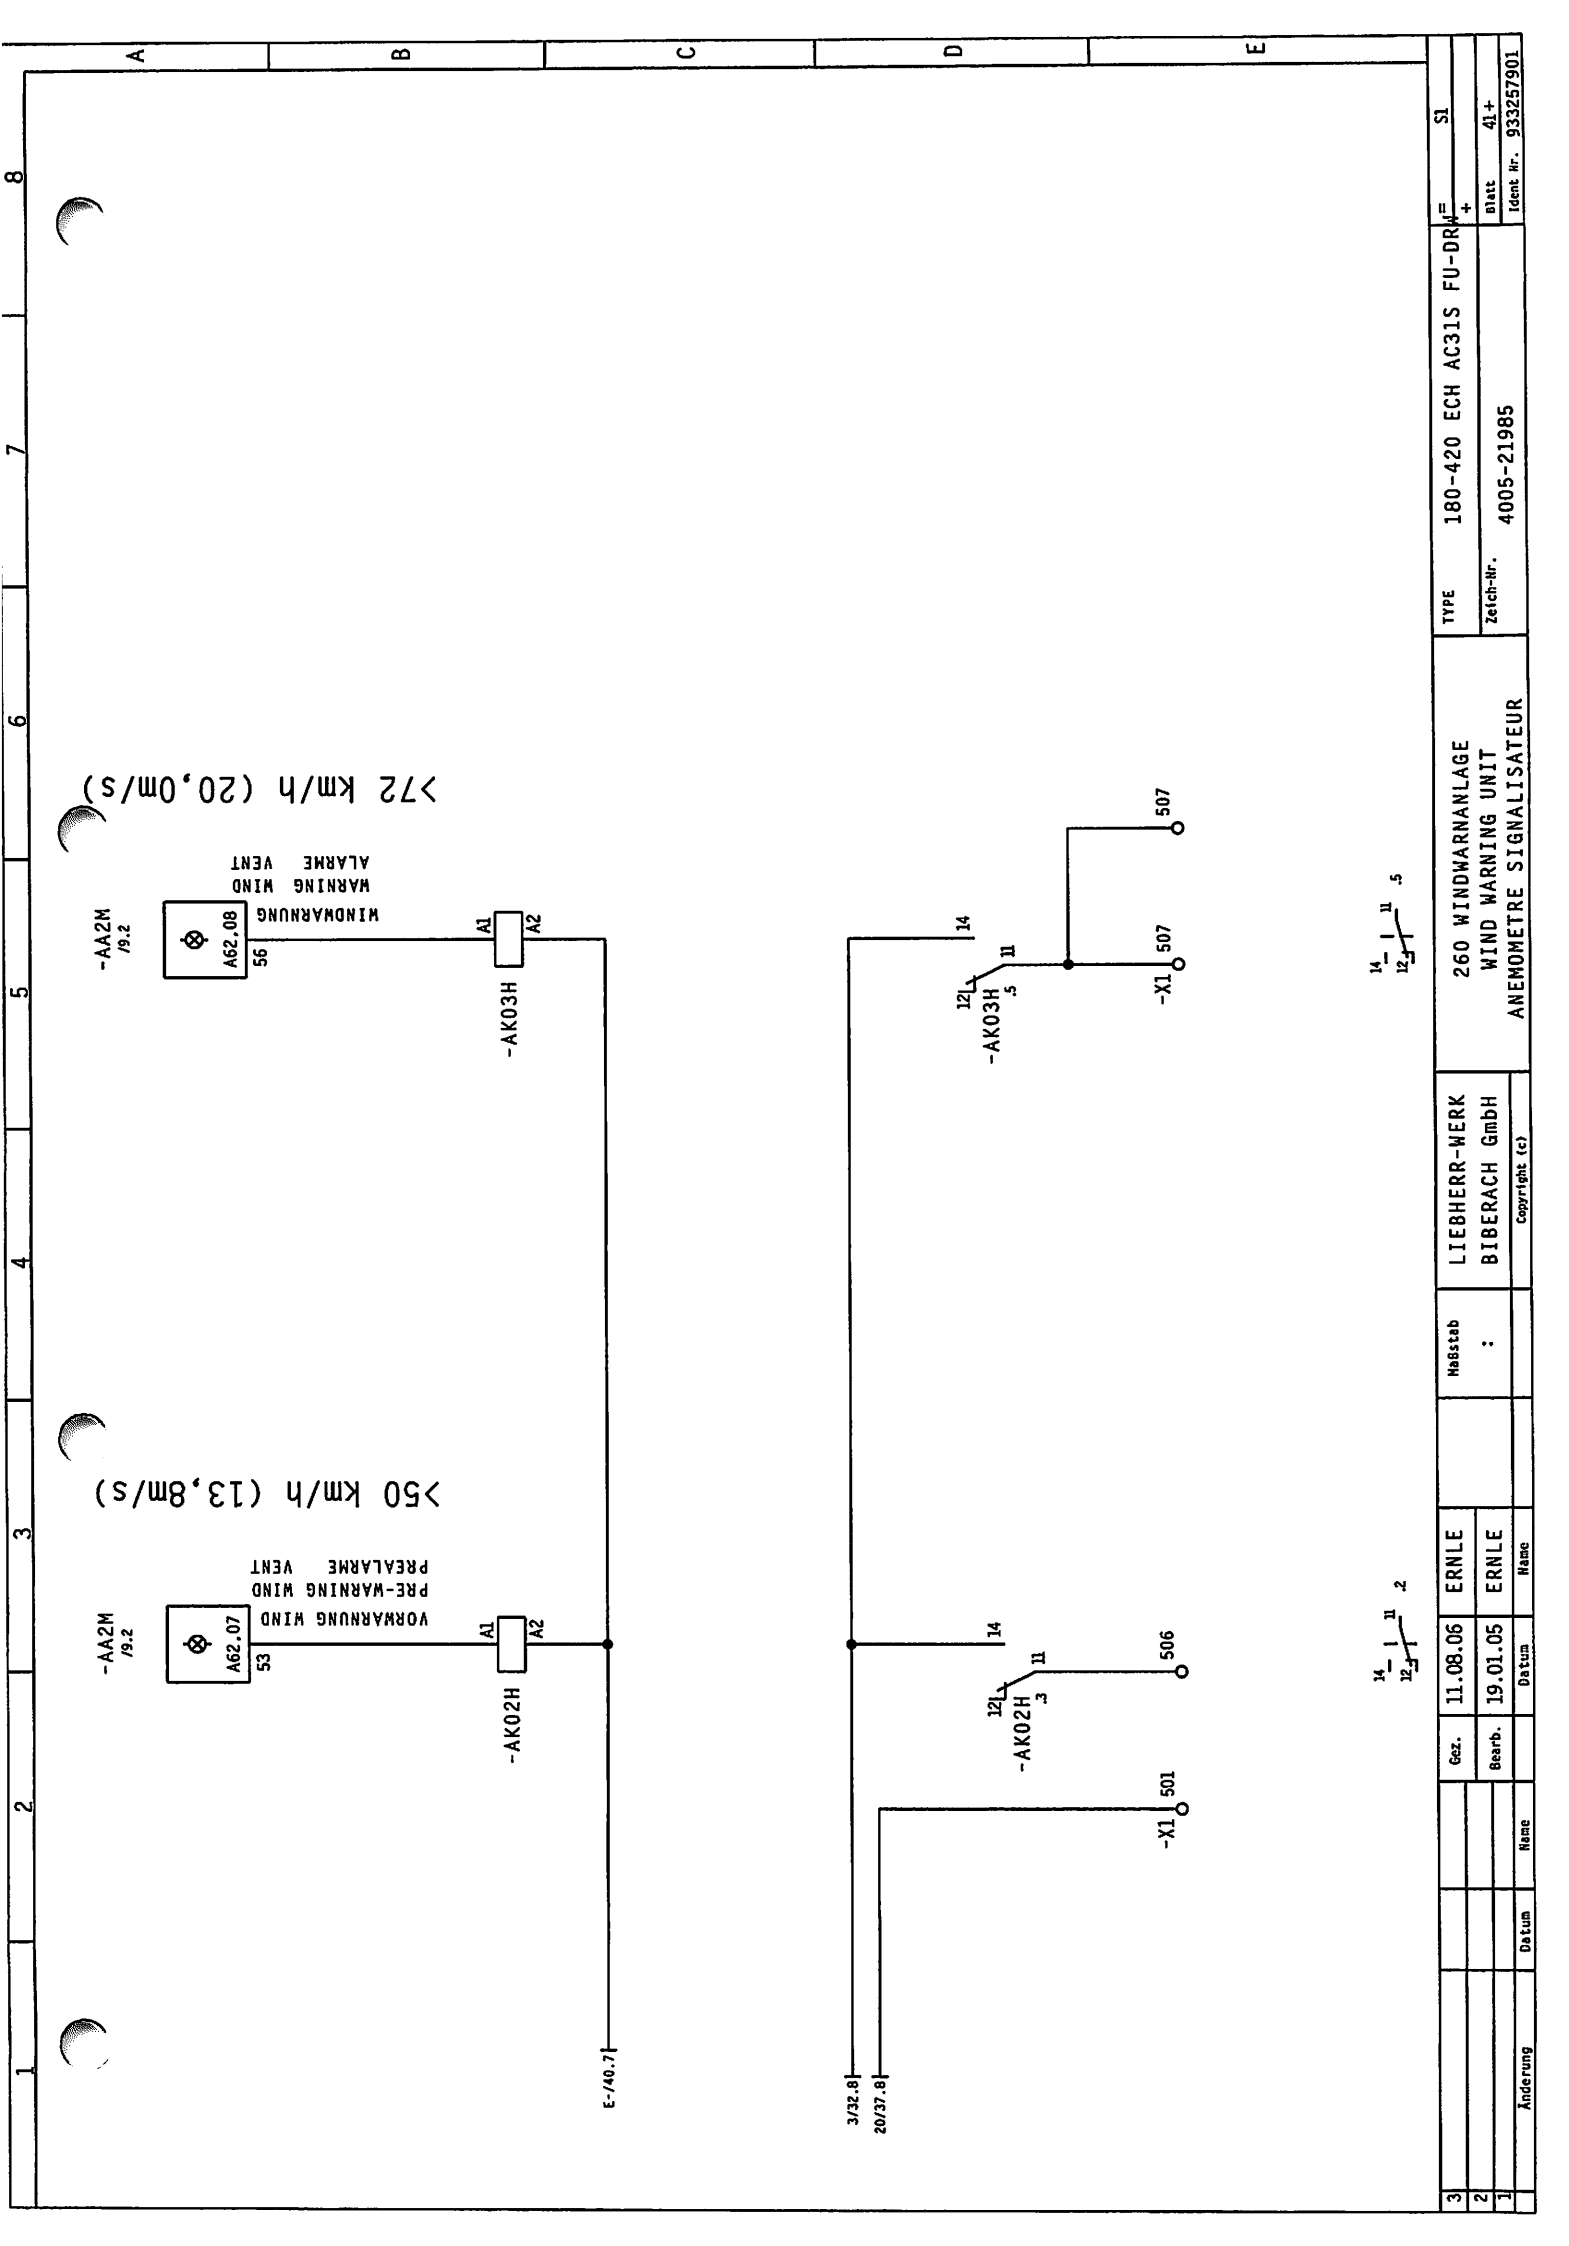 1 2 3 4 5 6 7 8
A
B
C
D
E
-AA2M
/9.2
A62.07
53
VORWARNUNG WIND
PRE-WARNING WIND
PREALARME VENT
>50 km/h (13,8m/s)
-AA2M
/9.2
A62.08
56
WINDWARNUNG
WARNING WIND
ALARME VENT
>72 km/h (20,0m/s)
-AK02H
A1
A2
-AK03H
A1
A2
E-/40.7
3/32.8
20/37.8
-X1 501
-AK02H
.3
12
14
11
506
-AK03H
.5
12
14
11
-X1 507
507
14
12
11
.2
14
12
11
.5
3
2
1
Änderung
Datum
Name
Gez. 11.08.06 ERNLE
Bearb. 19.01.05 ERNLE
Datum
Name
Maßstab
:
LIEBHERR-WERK
BIBERACH GmbH
Copyright (c)
260 WINDWARNANLAGE
WIND WARNING UNIT
ANEMOMETRE SIGNALISATEUR
TYPE 180-420 ECH AC31S FU-DRW
Zeich-Nr. 4005-21985
= S1
+
Blatt 41+
Ident Nr. 933257901